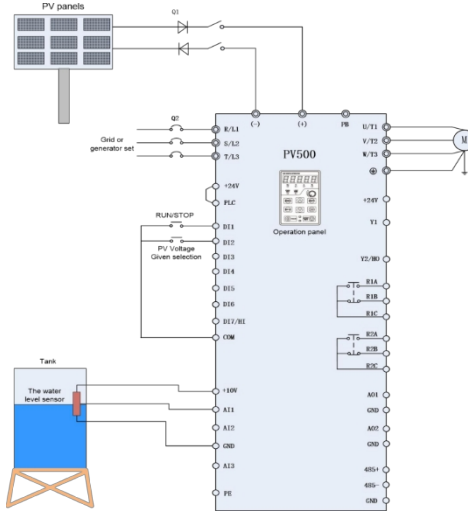 PV panels
Q1
(-)
(+)
PB
Q2
Grid or
generator set
R/L1
S/L2
T/L3
U/T1
V/T2
W/T3
M
PV500
Operation panel
+24V
PLC
+24V
RUN/STOP
DI1
Y1
PV Voltage
Given selection
DI2
DI3
DI4
DI5
DI6
DI7/HI
COM
Y2/HO
R1A
R1B
R1C
R2A
R2B
R2C
Tank
The water
level sensor
+10V
AI1
AI2
GND
AI3
PE
AO1
GND
AO2
GND
485+
485-
GND